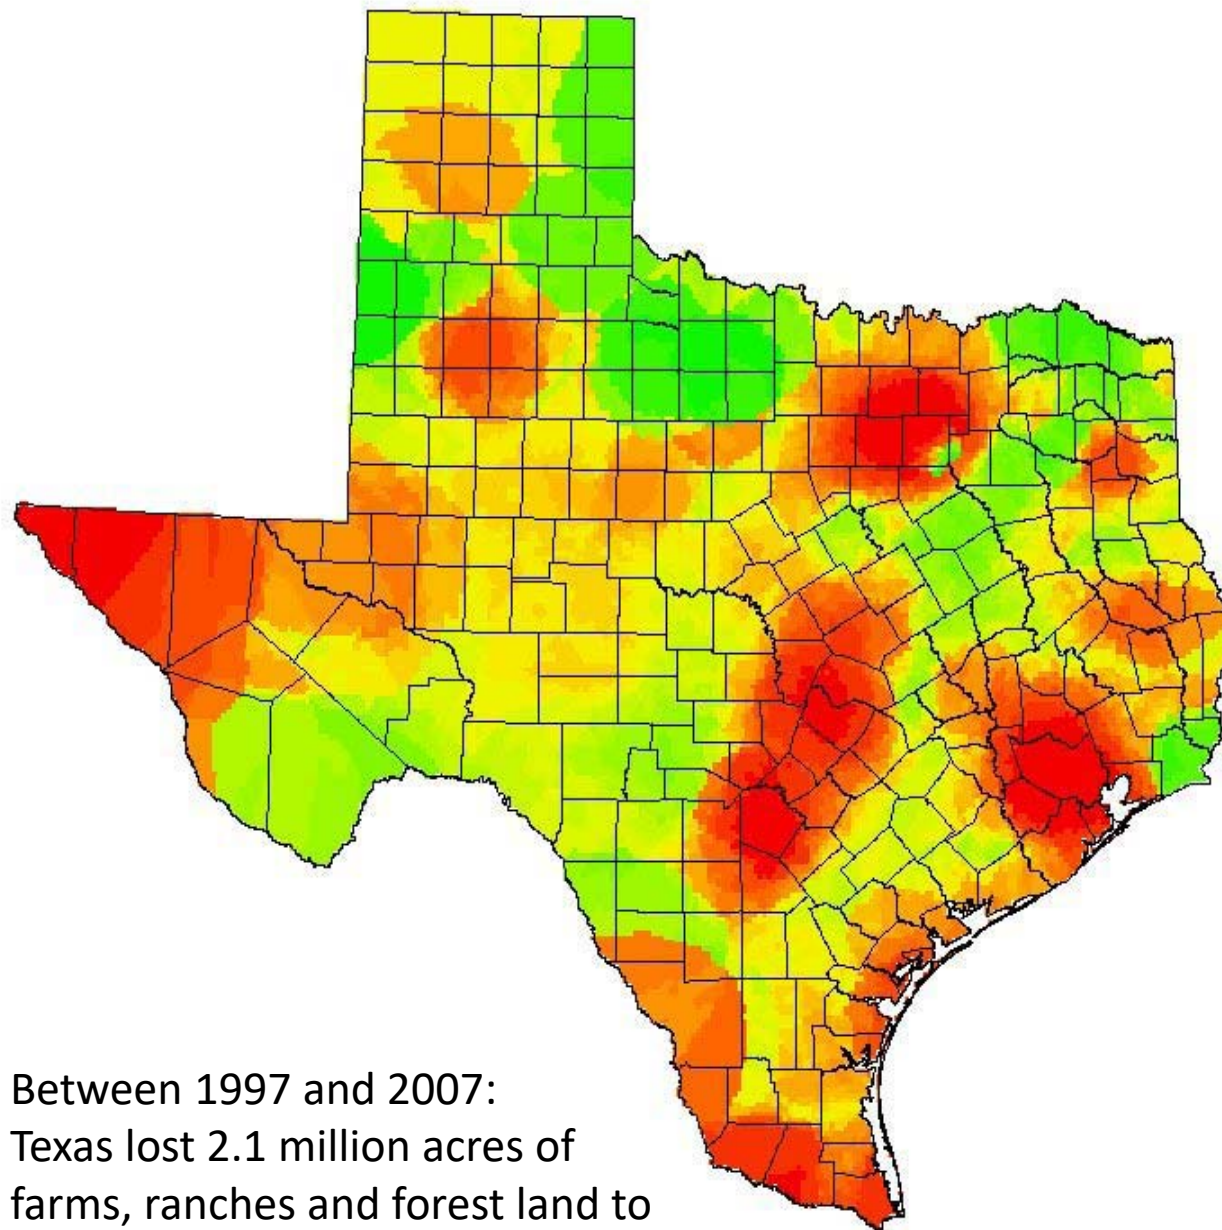 Between 1997 and 2007:
Texas lost 2.1 million acres of
farms, ranches and forest land to